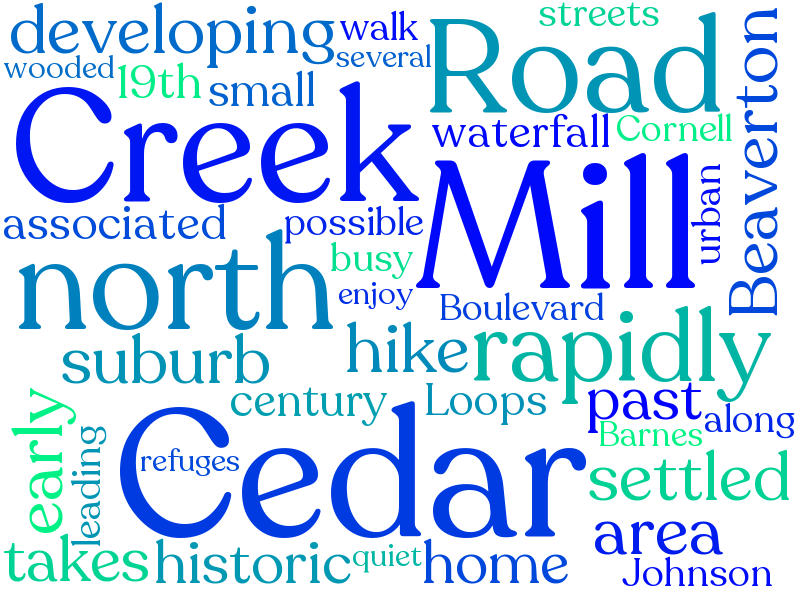 developing
walk
streets
several
wooded
19th
small
Road
Beaverton
Creek
waterfall
Cornell
Mill
urban
associated
possible
north
busy
enjoy
Boulevard
suburb
hike
rapidly
century
Loops
past
along
early
leading
Barnes
Cedar
refuges
settled
area
takes
historic
quiet
home
Johnson